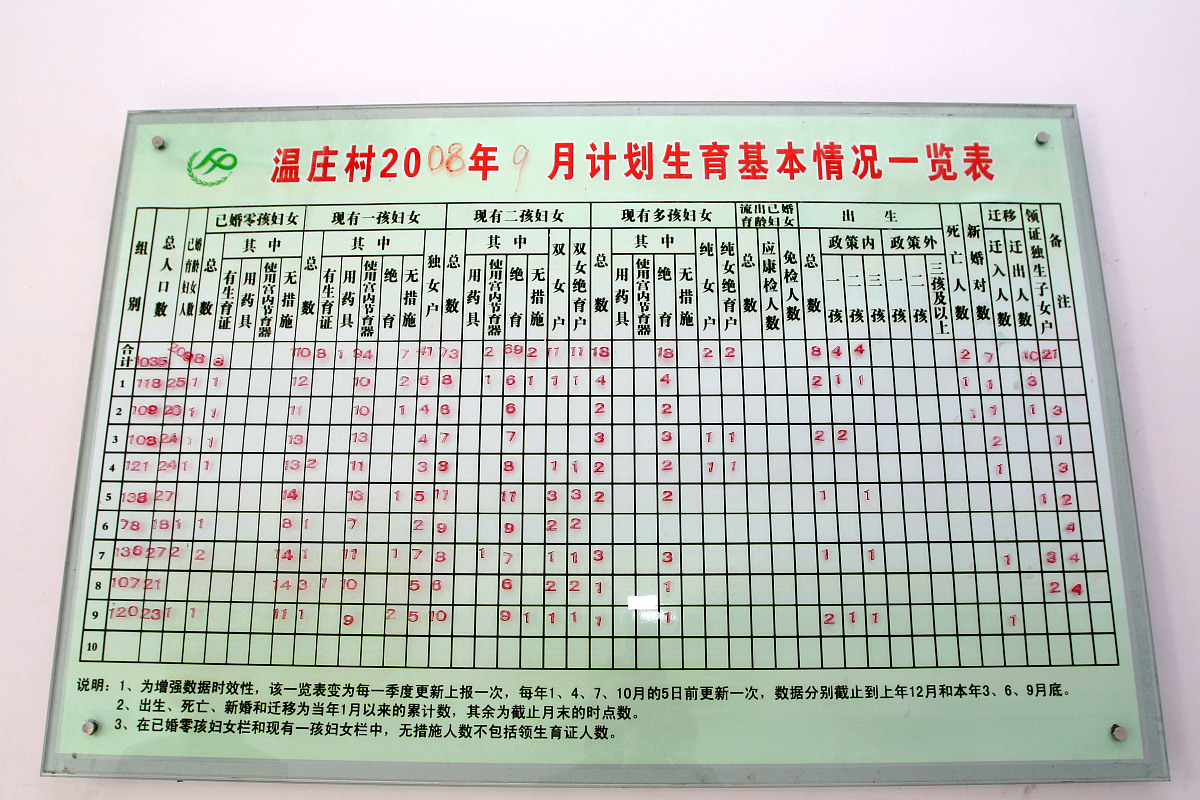 温庄村2008年9月计划生育基本情况一览表
组别 总人口数 已婚育龄妇女人数 已婚零孩妇女 现有一孩妇女 现有二孩妇女 现有多孩妇女 流出已婚育龄妇女 出生 死亡人数 新婚对数 迁移 领证独生子女户 备注
总数 其中 总数 其中 独女户 总数 其中 双女户 双女绝育户 总数 其中 纯女户 纯女绝育户 总数 应康检人数 免检人数 总数 政策内 政策外 迁入人数 迁出人数
有生育证 用药具 使用宫内节育器 无措施 有生育证 用药具 使用宫内节育器 绝育 无措施 用药具 使用宫内节育器 绝育 无措施 用药具 使用宫内节育器 绝育 无措施 一孩 二孩 三孩 一孩 二孩 三孩及以上
合计 1035 8 1 94 7 41 73 2 69 2 11 11 18 18 2 2 8 4 4 2 7 10 21
1 118 25 1 1 12 10 2 6 8 1 6 1 1 1 4 4 2 1 1 1 1 3
2 109 23 1 1 11 10 1 4 6 6 2 2 1 1 1 3
3 108 24 1 1 13 13 4 7 7 3 3 1 1 2 2 2 1
4 121 24 1 1 13 2 11 3 8 8 1 1 2 2 1 1 1 3
5 138 27 14 13 1 5 11 11 3 3 2 2 1 1 1 2
6 78 18 1 1 8 1 7 2 9 9 2 2 4
7 136 27 2 2 14 1 11 1 7 8 1 7 1 1 3 3 1 1 1 3 4
8 107 21 14 3 1 10 5 6 6 2 2 1 1 2 4
9 120 23 1 1 11 1 9 2 5 10 9 1 1 1 1 1 2 1 1 1
10
说明：1、为增强数据时效性，该一览表变为每一季度更新上报一次，每年1、4、7、10月的5日前更新一次，数据分别截止到上年12月和本年3、6、9月底。
2、出生、死亡、新婚和迁移为当年1月以来的累计数，其余为截止月末的时点数。
3、在已婚零孩妇女栏和现有一孩妇女栏中，无措施人数不包括领生育证人数。